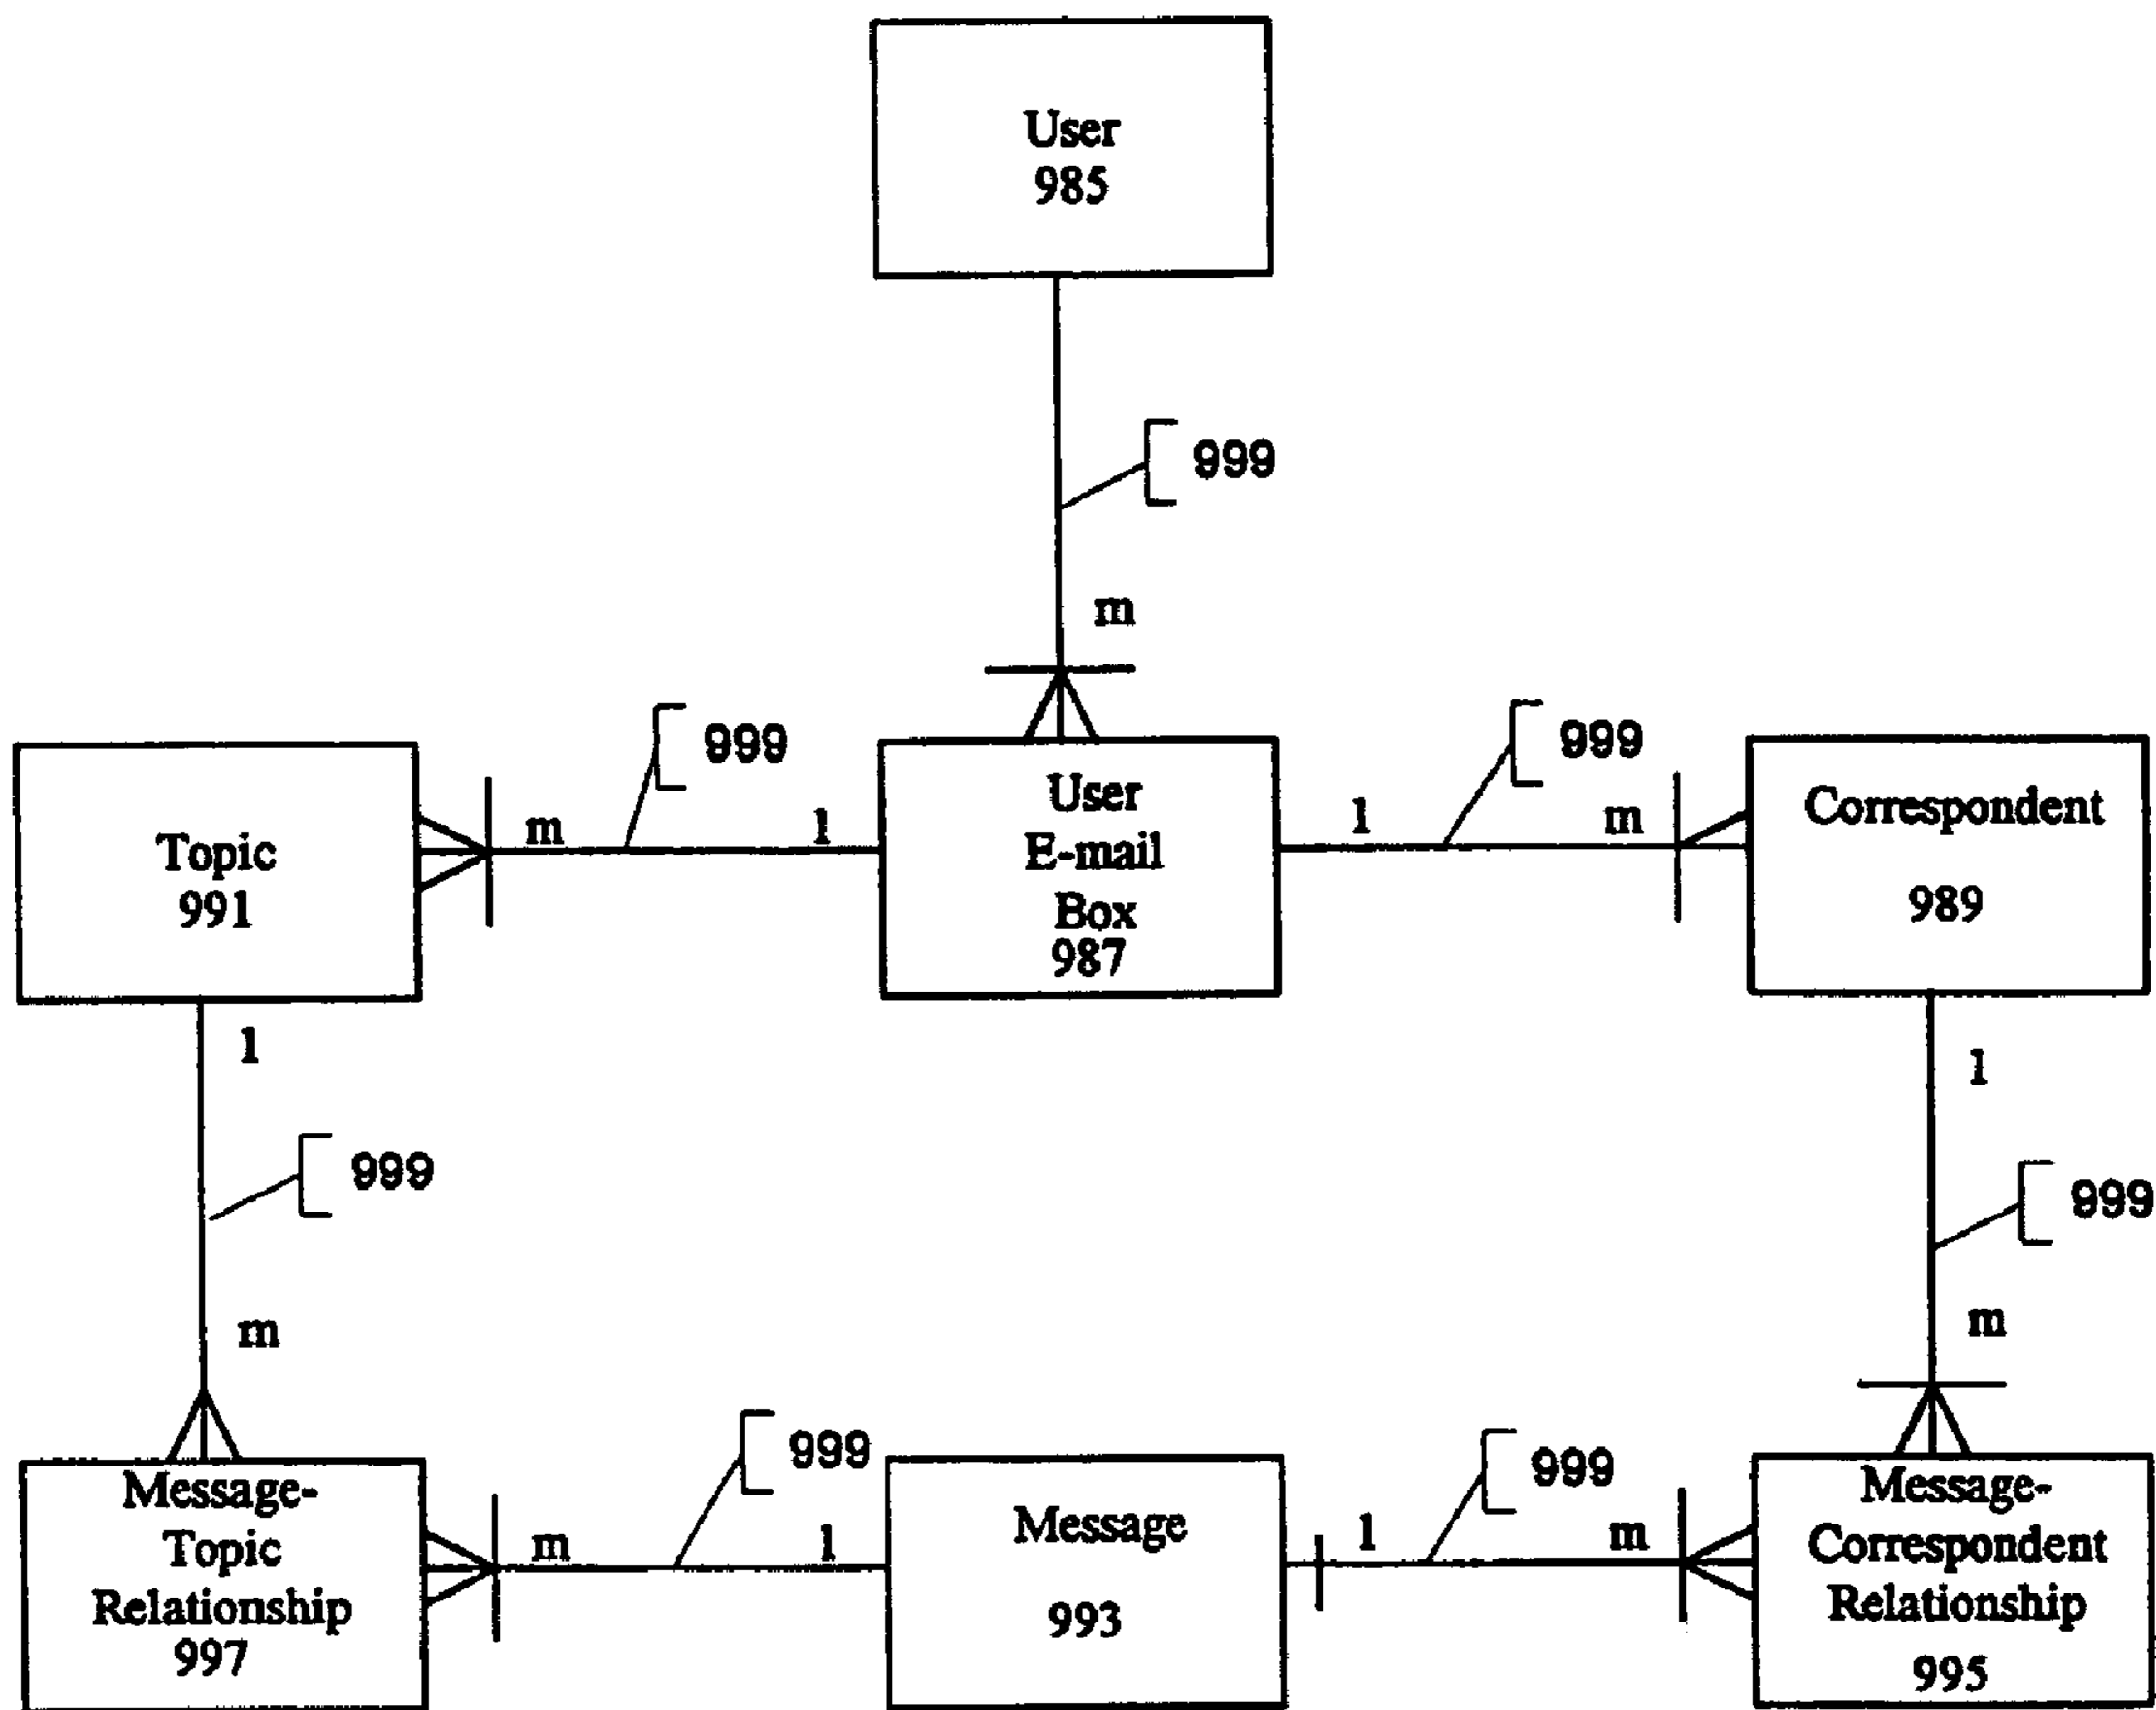 User
985
999
m
999
999
Topic
991
m
1
User
E-mail
Box
987
1
m
Correspondent
989
1
1
999
999
m
m
Message-
Topic
Relationship
997
m
999
1
Message
993
1
999
m
Message-
Correspondent
Relationship
995